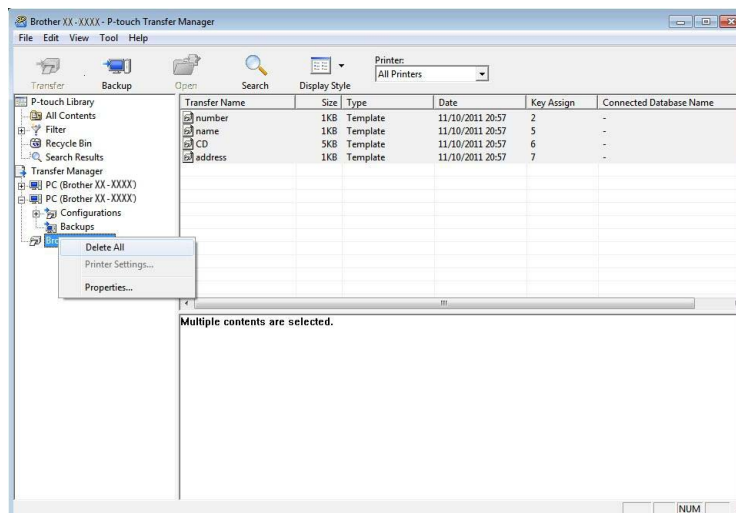 Brother XX-XXXX - P-touch Transfer Manager
File Edit View Tool Help
Transfer Backup Open Search Display Style Printer: All Printers
P-touch Library
All Contents
Filter
Recycle Bin
Search Results
Transfer Manager
PC (Brother XX-XXXX)
PC (Brother XX-XXXX)
Configurations
Backups
Delete All
Printer Settings...
Properties...
Transfer Name Size Type Date Key Assign Connected Database Name
number 1KB Template 11/10/2011 20:57 2 -
name 1KB Template 11/10/2011 20:57 5 -
CD 5KB Template 11/10/2011 20:57 6 -
address 1KB Template 11/10/2011 20:57 7 -
Multiple contents are selected.
NUM